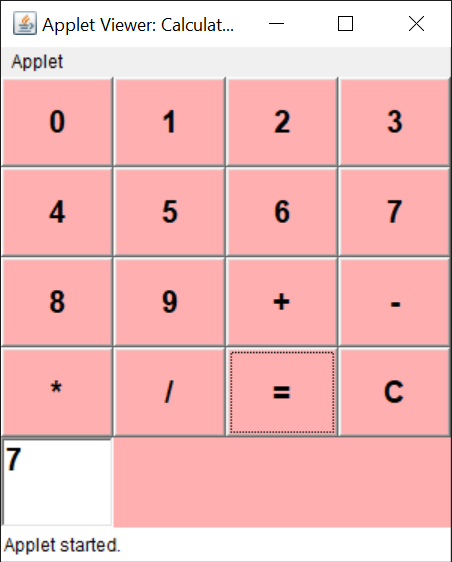 Applet Viewer: Calculat...
Applet
0 1 2 3
4 5 6 7
8 9 + -
* / = C
7
Applet started.